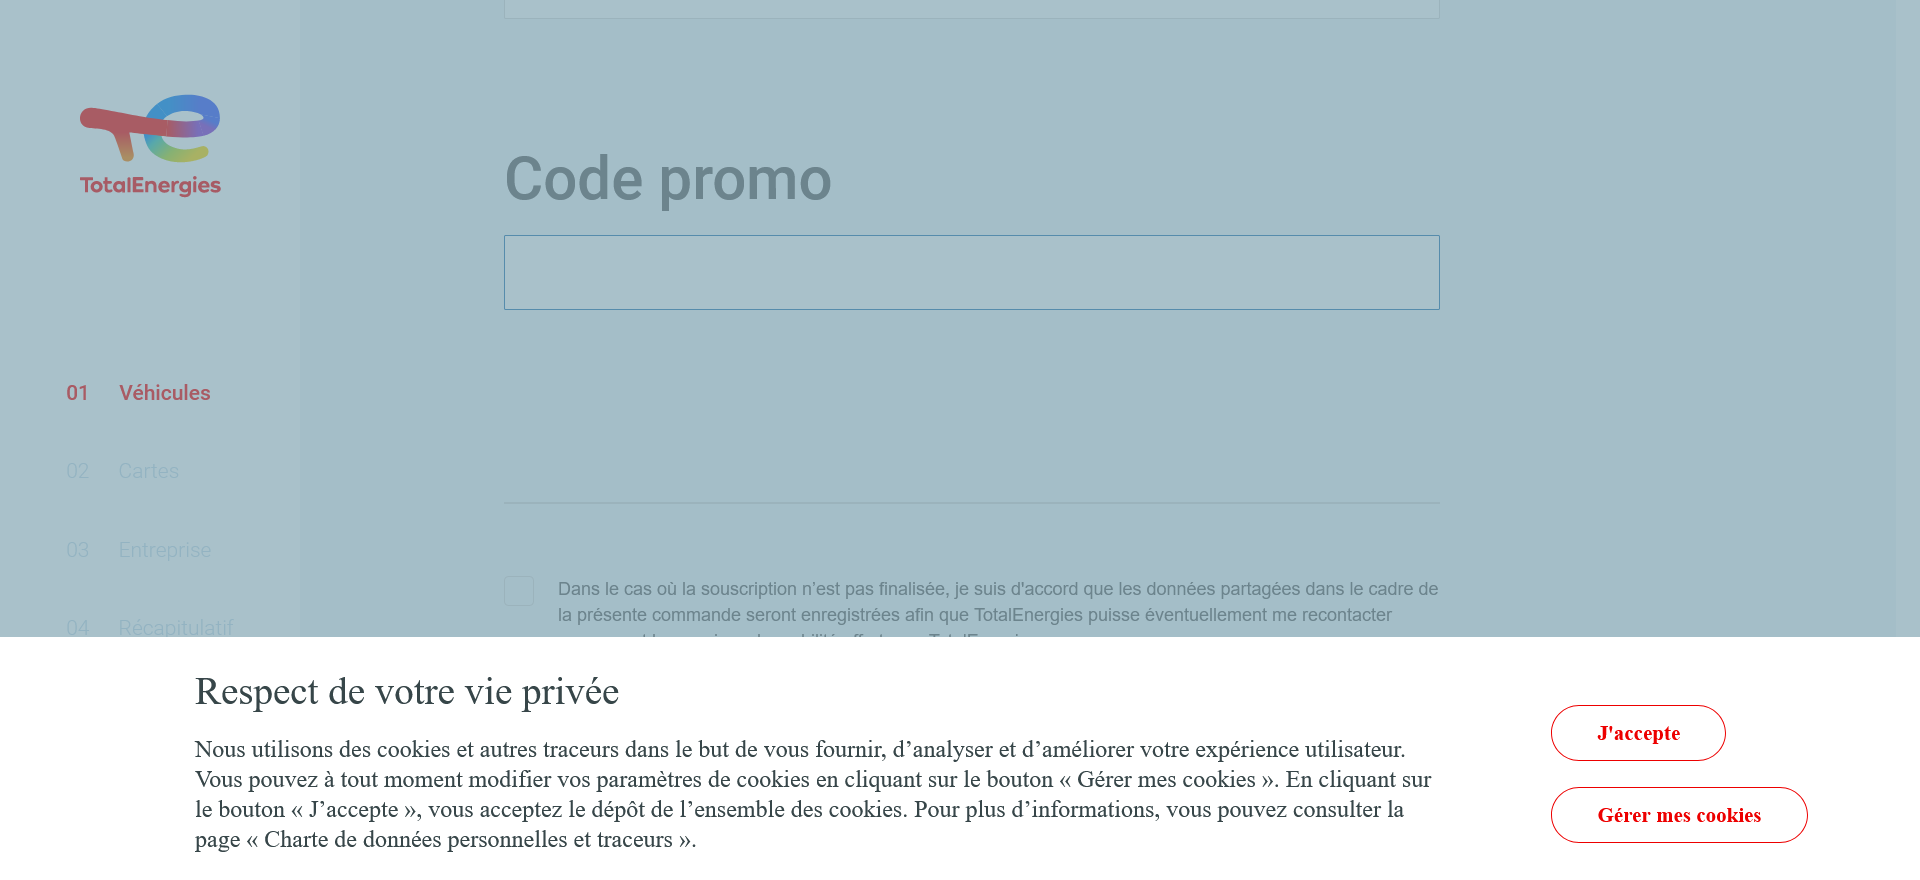 TotalEnergies
01 Véhicules
02 Cartes
03 Entreprise
04 Récapitulatif
Code promo
Dans le cas où la souscription n’est pas finalisée, je suis d'accord que les données partagées dans le cadre de
la présente commande seront enregistrées afin que TotalEnergies puisse éventuellement me recontacter
Respect de votre vie privée
Nous utilisons des cookies et autres traceurs dans le but de vous fournir, d’analyser et d’améliorer votre expérience utilisateur.
Vous pouvez à tout moment modifier vos paramètres de cookies en cliquant sur le bouton « Gérer mes cookies ». En cliquant sur
le bouton « J’accepte », vous acceptez le dépôt de l’ensemble des cookies. Pour plus d’informations, vous pouvez consulter la
page « Charte de données personnelles et traceurs ».
J'accepte
Gérer mes cookies